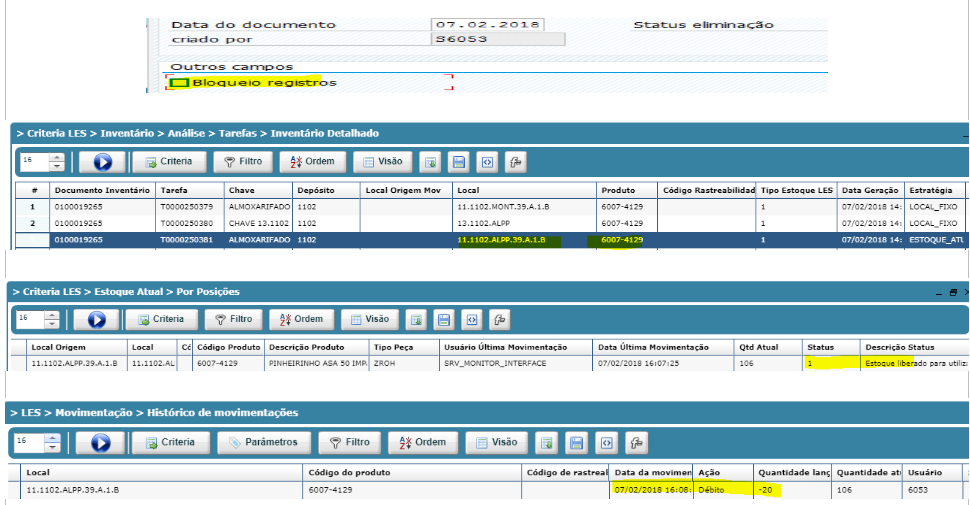 Data do documento 07.02.2018 Status eliminação
criado por S6053
Outros campos
Bloqueio registros
> Criteria LES > Inventário > Análise > Tarefas > Inventário Detalhado
16 Criteria Filtro Ordem Visão
# Documento Inventário Tarefa Chave Depósito Local Origem Mov Local Produto Código Rastreabilidad Tipo Estoque LES Data Geração Estratégia
1 0100019265 T0000250379 ALMOXARIFADO 1102 11.1102.MONT.39.A.1.B 6007-4129 1 07/02/2018 14: LOCAL_FIXO
2 0100019265 T0000250380 CHAVE 13.1102 1102 13.1102.ALPP 6007-4129 1 07/02/2018 14: LOCAL_FIXO
0100019265 T0000250381 ALMOXARIFADO 1102 11.1102.ALPP.39.A.1.B 6007-4129 1 07/02/2018 14: ESTOQUE_ATU
> Criteria LES > Estoque Atual > Por Posições
16 Criteria Filtro Ordem Visão
Local Origem Local Có Código Produto Descrição Produto Tipo Peça Usuário Última Movimentação Data Última Movimentação Qtd Atual Status Descrição Status
11.1102.ALPP.39.A.1.B 11.1102.AL 6007-4129 PINHEIRINHO ASA 50 IMP. ZROH SRV_MONITOR_INTERFACE 07/02/2018 16:07:25 106 1 Estoque liberado para utiliz
> LES > Movimentação > Histórico de movimentações
16 Criteria Parâmetros Filtro Ordem Visão
Local Código do produto Código de rastreal Data da movimen Ação Quantidade lanç Quantidade at Usuário
11.1102.ALPP.39.A.1.B 6007-4129 07/02/2018 16:08: Débito -20 106 6053